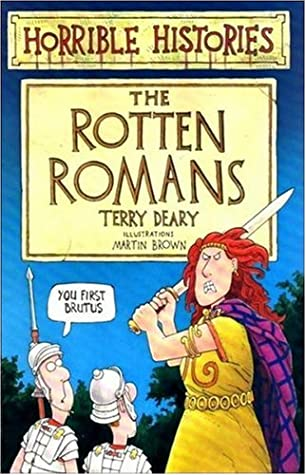 HORRIBLE HISTORIES
THE
ROTTEN
ROMANS
TERRY DEARY
ILLUSTRATIONS
MARTIN BROWN
YOU FIRST
BRUTUS